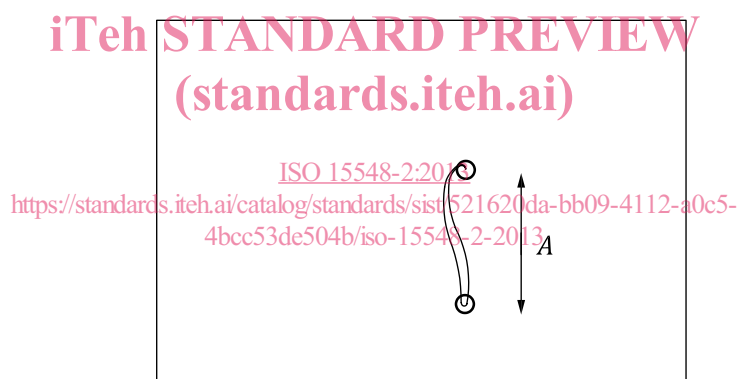 iTeh STANDARD PREVIEW
(standards.iteh.ai)
ISO 15548-2:2013
https://standards.iteh.ai/catalog/standards/sist/521620da-bb09-4112-a0c5-
4bcc53de504b/iso-15548-2-2013
A